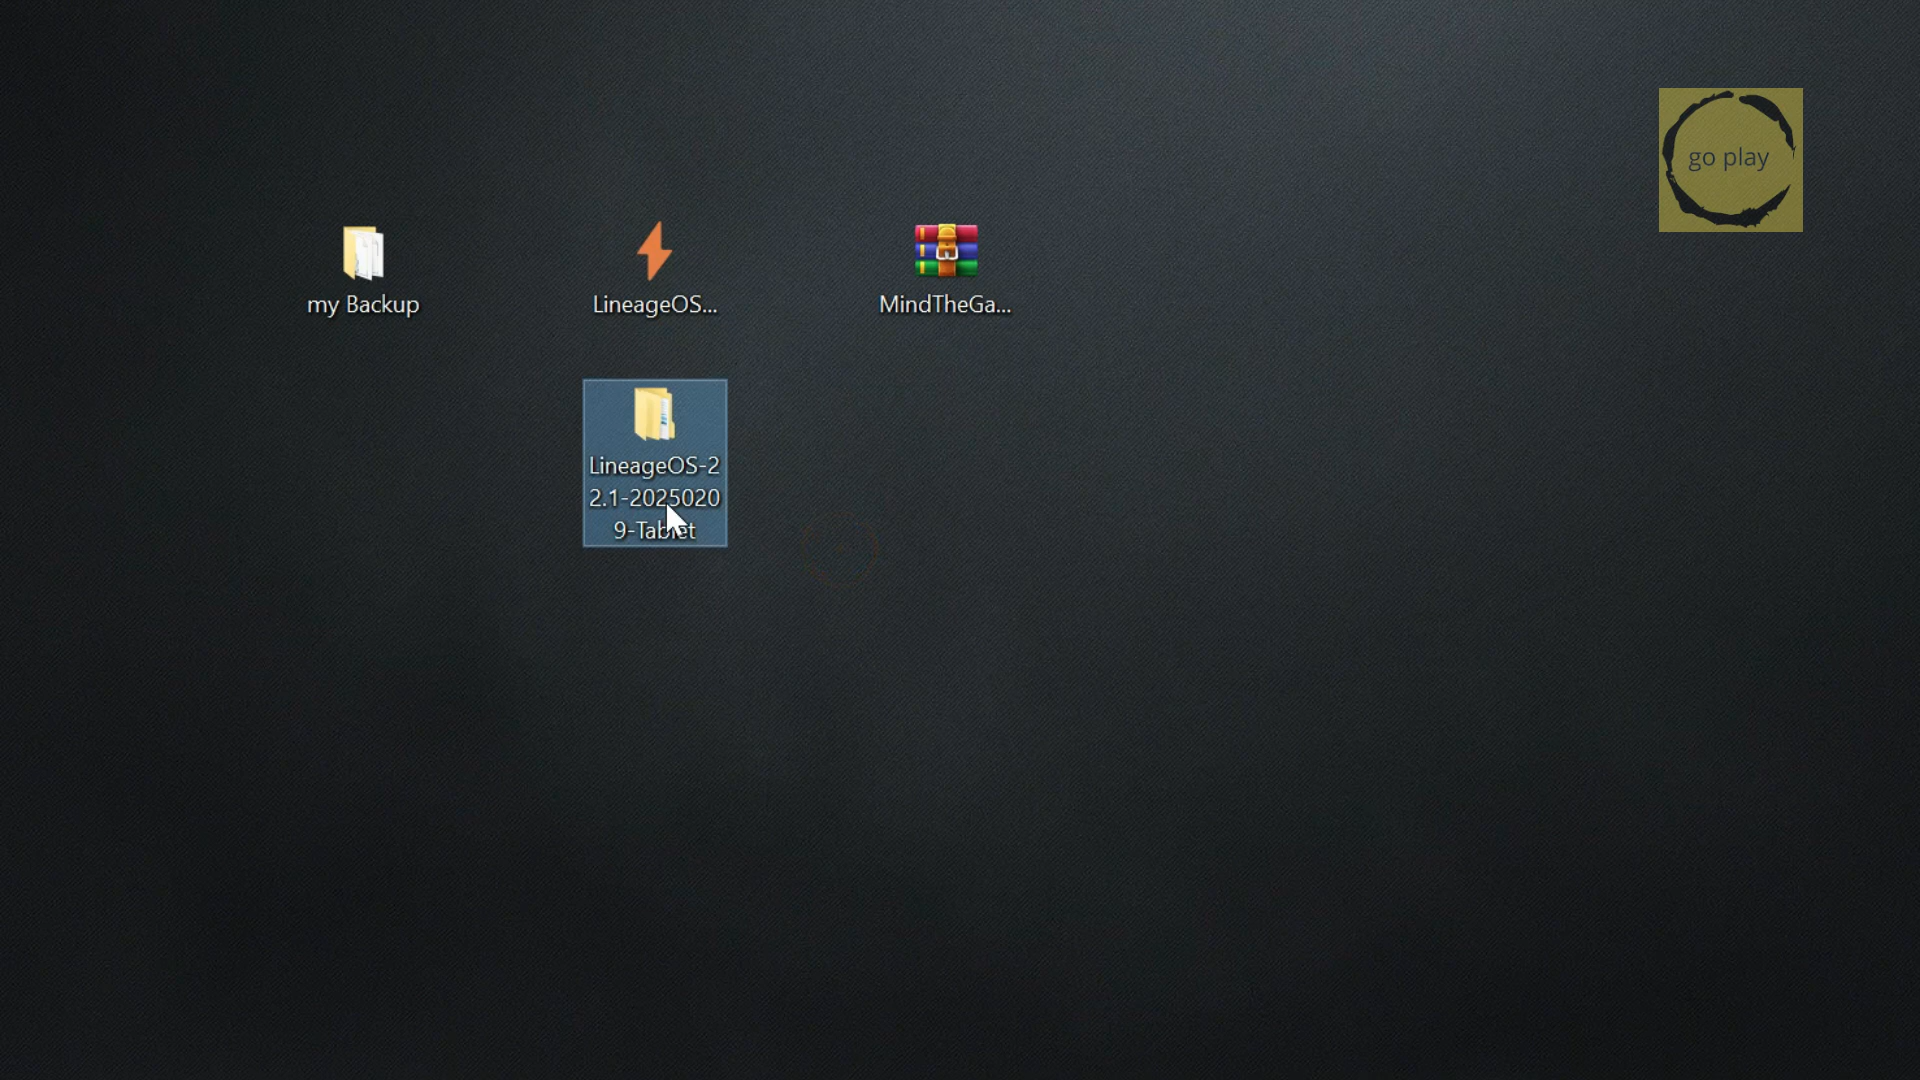 go play
my Backup
LineageOS...
MindTheGa...
LineageOS-2
2.1-2025020
9-Tablet